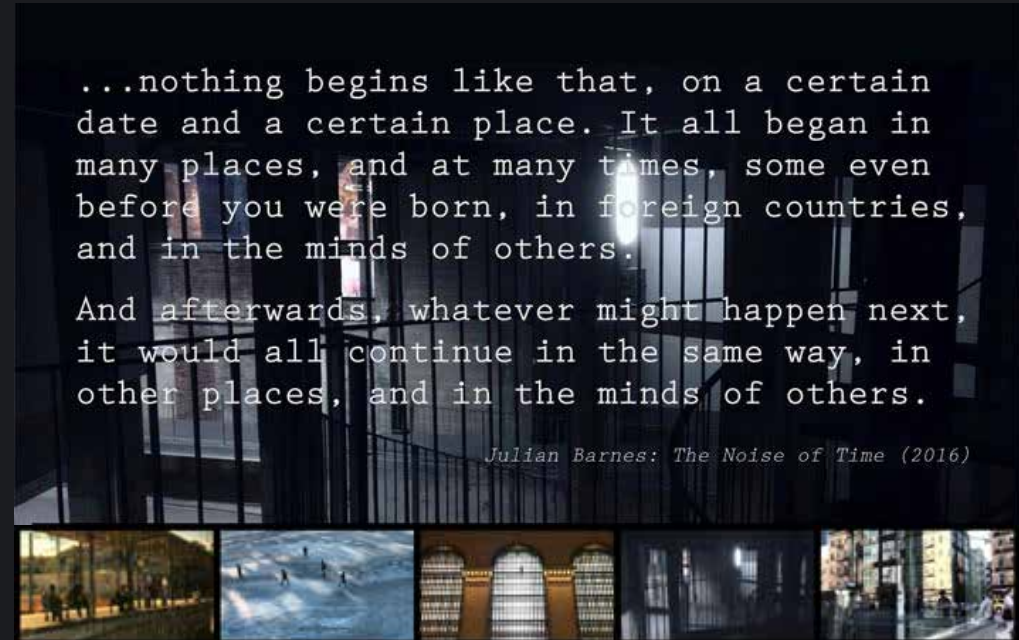 ...nothing begins like that, on a certain
date and a certain place. It all began in
many places, and at many times, some even
before you were born, in foreign countries,
and in the minds of others.
And afterwards, whatever might happen next,
it would all continue in the same way, in
other places, and in the minds of others.
Julian Barnes: The Noise of Time (2016)